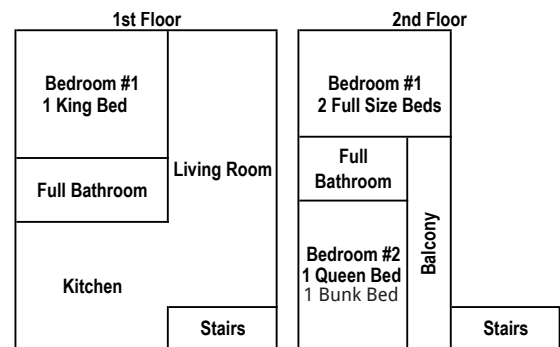 1st Floor
Bedroom #1
1 King Bed
Full Bathroom
Living Room
Kitchen
Stairs
2nd Floor
Bedroom #1
2 Full Size Beds
Full
Bathroom
Balcony
Bedroom #2
1 Queen Bed
1 Bunk Bed
Stairs